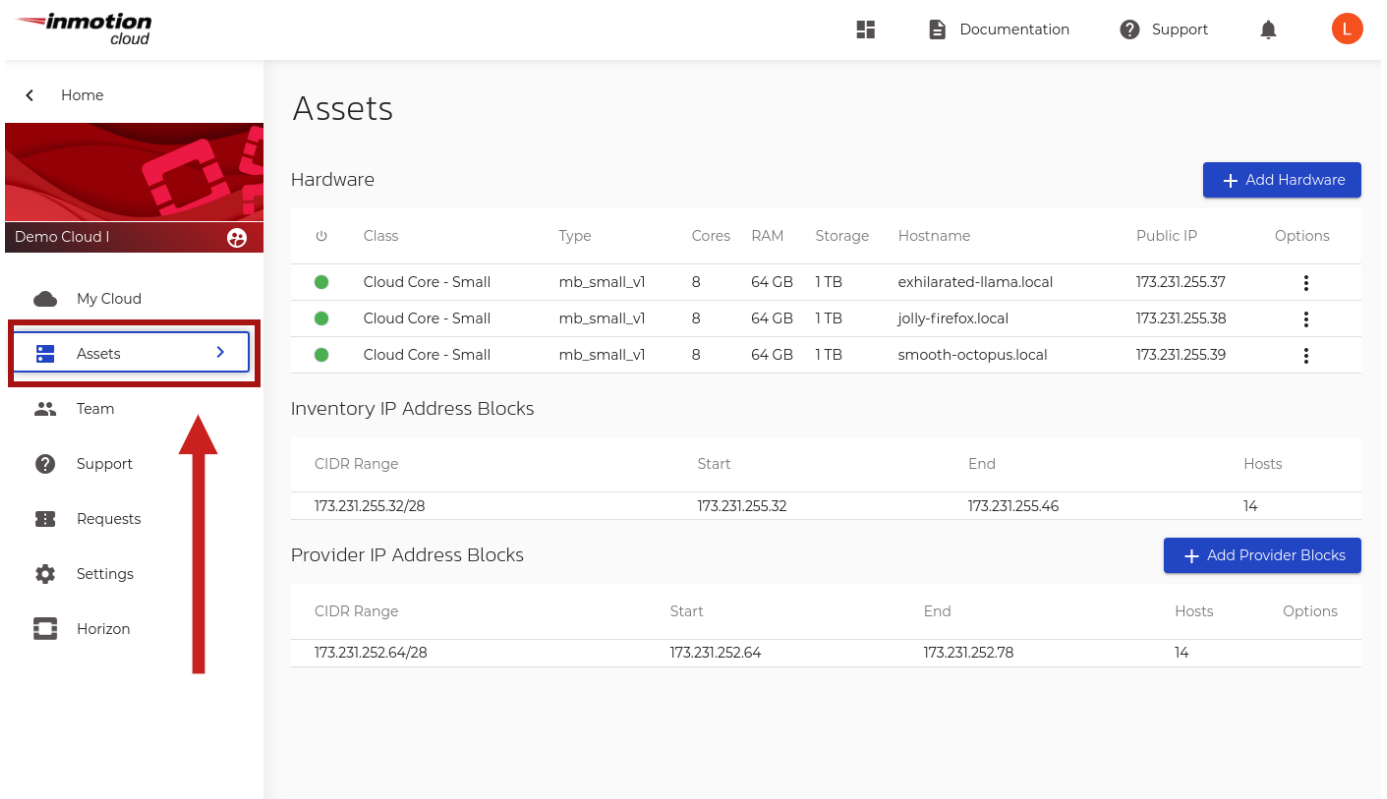 inmotion
cloud
Documentation
Support
L
Home
Demo Cloud I
My Cloud
Assets
Team
Support
Requests
Settings
Horizon
Assets
Hardware
Add Hardware
Class Type Cores RAM Storage Hostname Public IP Options
Cloud Core - Small mb_small_v1 8 64 GB 1 TB exhilarated-llama.local 173.231.255.37
Cloud Core - Small mb_small_v1 8 64 GB 1 TB jolly-firefox.local 173.231.255.38
Cloud Core - Small mb_small_v1 8 64 GB 1 TB smooth-octopus.local 173.231.255.39
Inventory IP Address Blocks
CIDR Range Start End Hosts
173.231.255.32/28 173.231.255.32 173.231.255.46 14
Provider IP Address Blocks
Add Provider Blocks
CIDR Range Start End Hosts Options
173.231.252.64/28 173.231.252.64 173.231.252.78 14